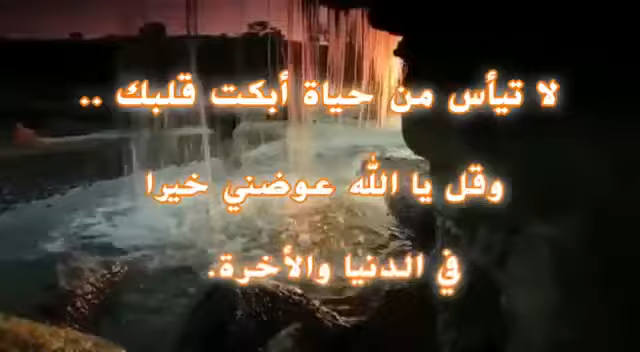 لا تيأس من حياة أبكت قلبك ..
وقل يا الله عوضني خيرا
في الدنيا والأخرة.